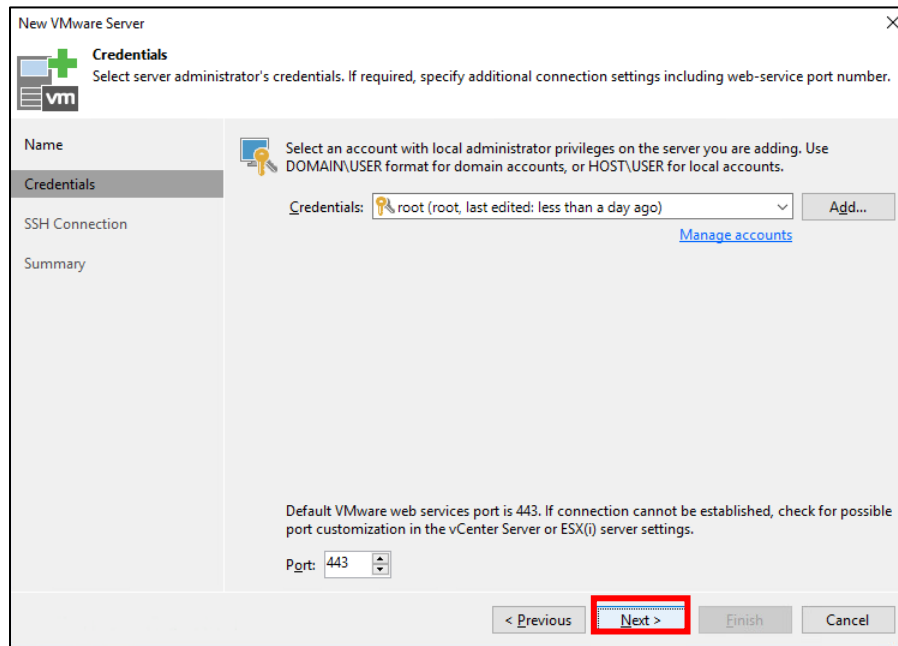 New VMware Server
Credentials
Select server administrator's credentials. If required, specify additional connection settings including web-service port number.
vm
Name
Credentials
SSH Connection
Summary
Select an account with local administrator privileges on the server you are adding. Use
DOMAIN\USER format for domain accounts, or HOST\USER for local accounts.
Credentials: root (root, last edited: less than a day ago) Add...
Manage accounts
Default VMware web services port is 443. If connection cannot be established, check for possible
port customization in the vCenter Server or ESX(i) server settings.
Port: 443
< Previous Next > Finish Cancel